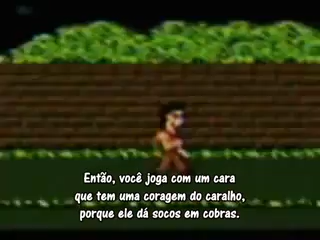 Então, você joga com um cara
que tem uma coragem do caralho,
porque ele dá socos em cobras.